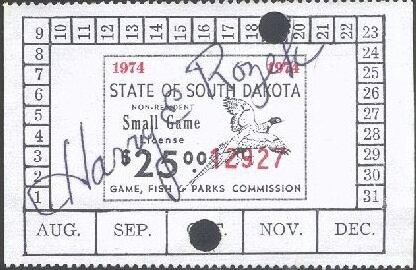 9 10 11 12 13 14 15 16 17 18 20 21 22 23
8 24
7 1974 1974 25
6 STATE OF SOUTH DAKOTA 26
5 NON-RESIDENT 27
4 Small Game 28
License
3 $25.00 12927 29
2 30
1 GAME, FISH & PARKS COMMISSION 31
Harry E
AUG. SEP. NOV. DEC.